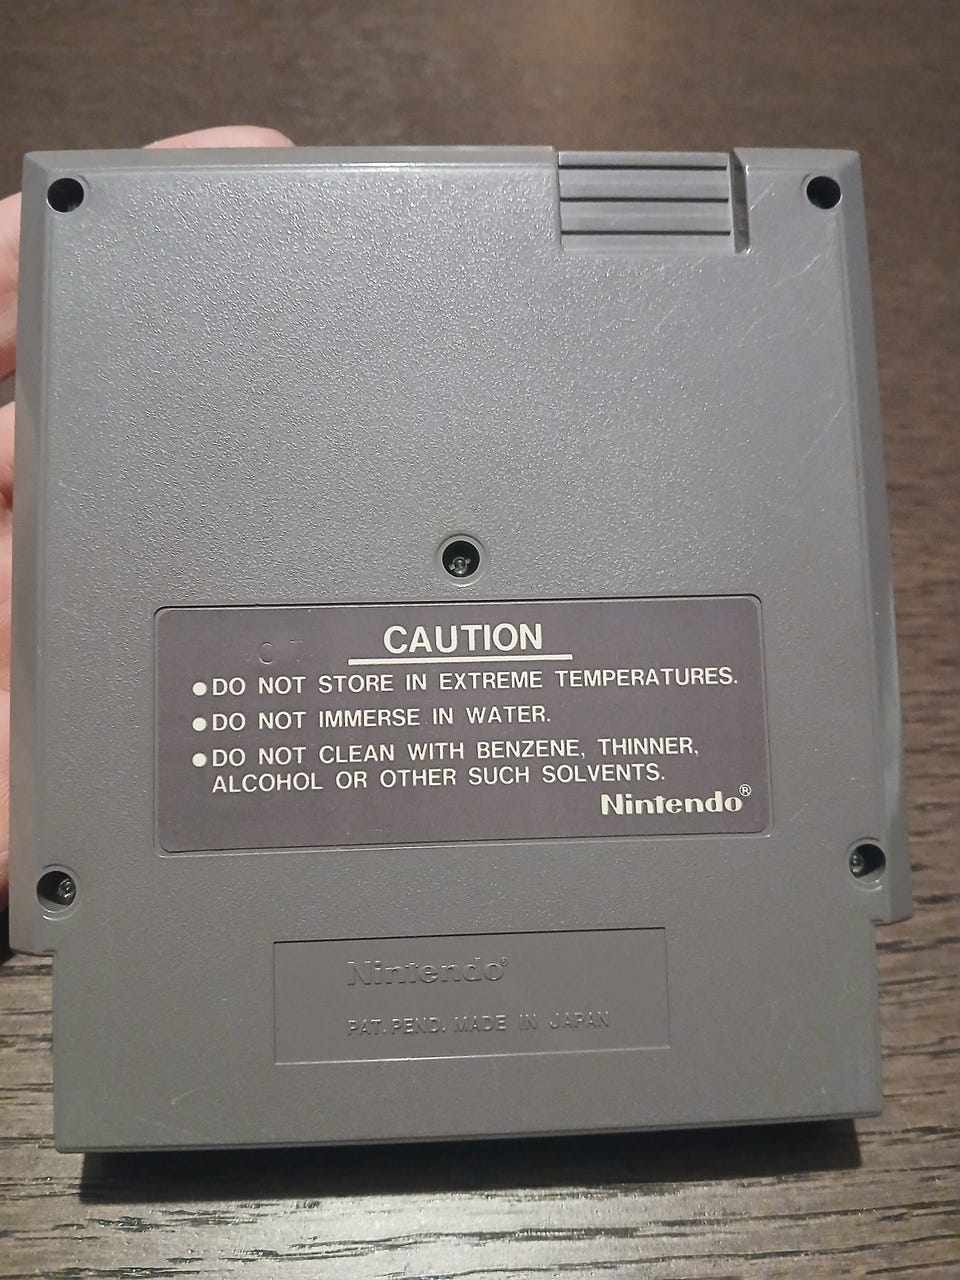 CAUTION
●DO NOT STORE IN EXTREME TEMPERATURES.
●DO NOT IMMERSE IN WATER.
●DO NOT CLEAN WITH BENZENE, THINNER,
ALCOHOL OR OTHER SUCH SOLVENTS.
Nintendo®
Nintendo®
PAT. PEND. MADE IN JAPAN